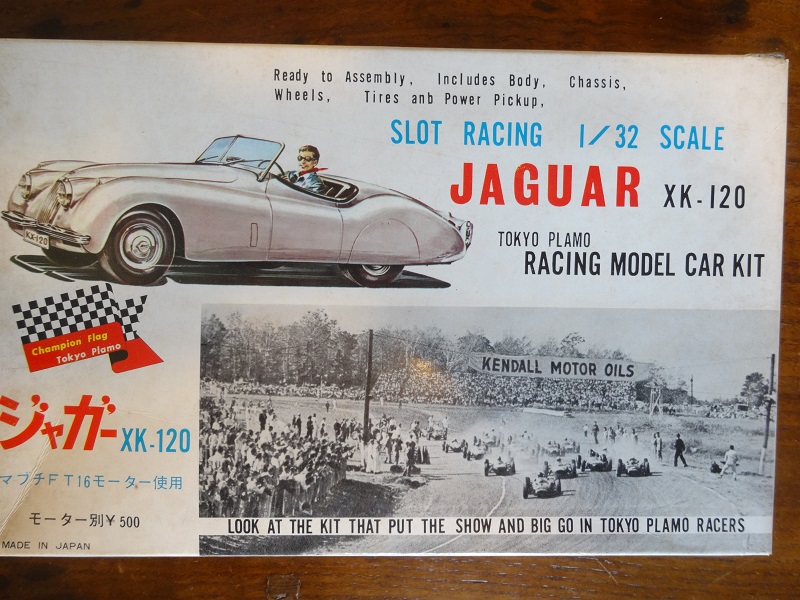 Ready to Assembly, Includes Body, Chassis,
Wheels, Tires anb Power Pickup,
SLOT RACING 1/32 SCALE
JAGUAR XK-120
TOKYO PLAMO
RACING MODEL CAR KIT
KX-120
Champion Flag
Tokyo Plamo
KENDALL MOTOR OILS
ジャガーXK-120
マブチFT16モーター使用
モーター別¥500
LOOK AT THE KIT THAT PUT THE SHOW AND BIG GO IN TOKYO PLAMO RACERS
MADE IN JAPAN